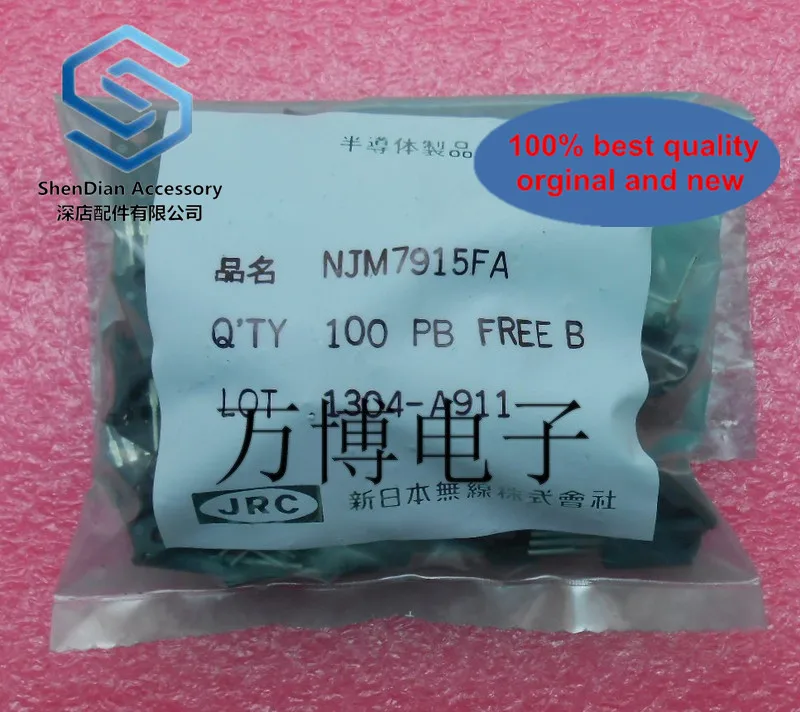 半導体製品
100% best quality
orginal and new
ShenDian Accessory
深店配件有限公司
品名 NJM7915FA
Q'TY 100 PB FREE B
LOT 1304-A911
万博电子
JRC 新日本無線株式會社